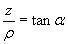 z/ρ = tan α